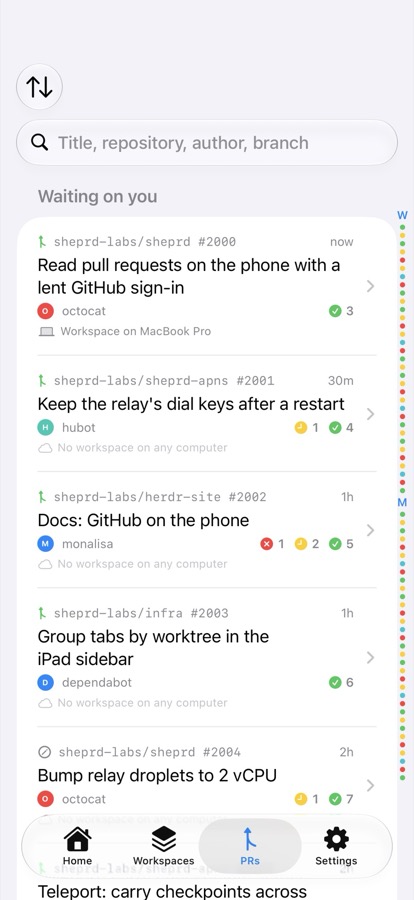 Title, repository, author, branch
Waiting on you
W
sheprd-labs/sheprd #2000 now
Read pull requests on the phone with a
lent GitHub sign-in
O octocat 3
Workspace on MacBook Pro
sheprd-labs/sheprd-apns #2001 30m
Keep the relay's dial keys after a restart
H hubot 1 4
No workspace on any computer
sheprd-labs/herdr-site #2002 1h
M
Docs: GitHub on the phone
M monalisa 1 2 5
No workspace on any computer
sheprd-labs/infra #2003 1h
Group tabs by worktree in the
iPad sidebar
D dependabot 6
No workspace on any computer
sheprd-labs/sheprd #2004 2h
Bump relay droplets to 2 vCPU
O octocat 1 7
Home Workspaces PRs Settings
Teleport: carry checkpoints across